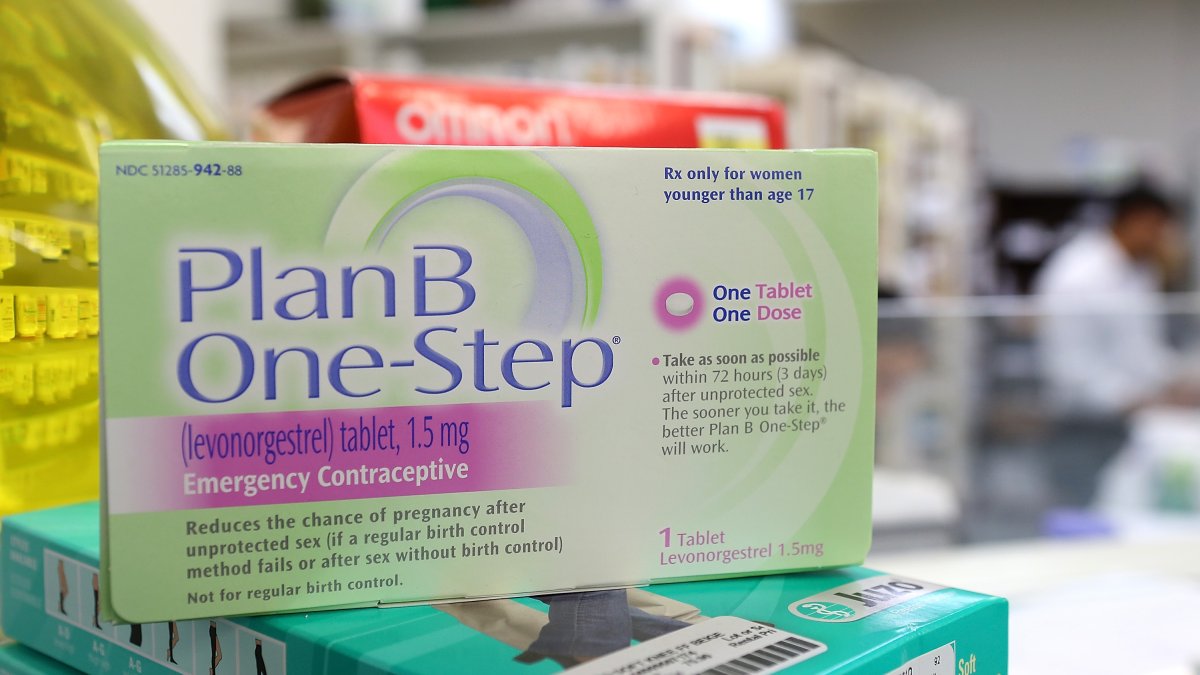 omron
NDC 51285-942-88
Rx only for women
younger than age 17
Plan B
One-Step®
One Tablet
One Dose
• Take as soon as possible
within 72 hours (3 days)
after unprotected sex.
The sooner you take it, the
better Plan B One-Step®
will work.
(levonorgestrel) tablet, 1.5 mg
Emergency Contraceptive
Reduces the chance of pregnancy after
unprotected sex (if a regular birth control
method fails or after sex without birth control)
Not for regular birth control.
1 Tablet
Levonorgestrel 1.5mg
JUZO
A-D
A-G
A-G
Soft